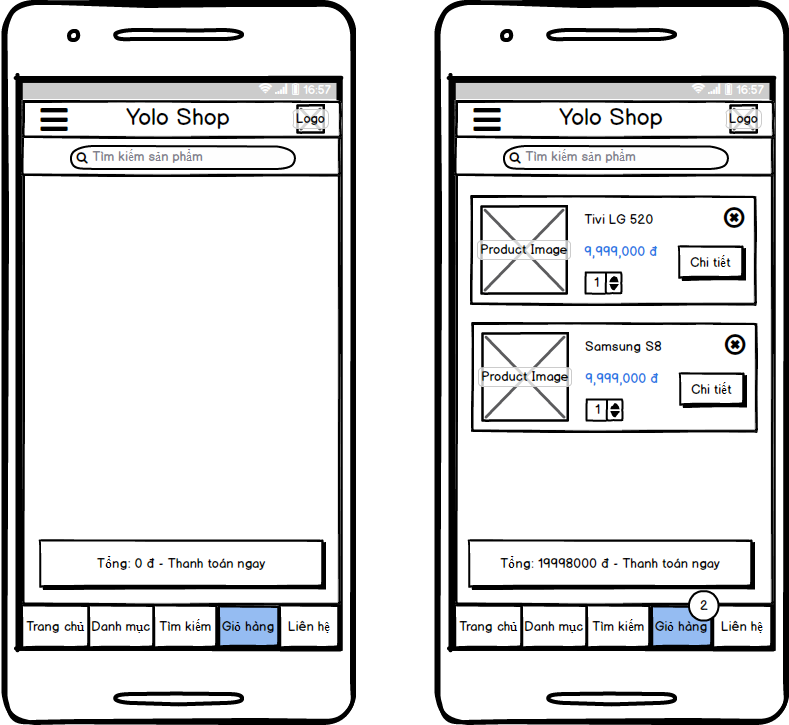 16:57
Yolo Shop
Logo
Tìm kiếm sản phẩm
Tổng: 0 đ - Thanh toán ngay
Trang chủ
Danh mục
Tìm kiếm
Giỏ hàng
Liên hệ
16:57
Yolo Shop
Logo
Tìm kiếm sản phẩm
Product Image
Tivi LG 520
9,999,000 đ
1
Chi tiết
Product Image
Samsung S8
9,999,000 đ
1
Chi tiết
Tổng: 19998000 đ - Thanh toán ngay
2
Trang chủ
Danh mục
Tìm kiếm
Giỏ hàng
Liên hệ